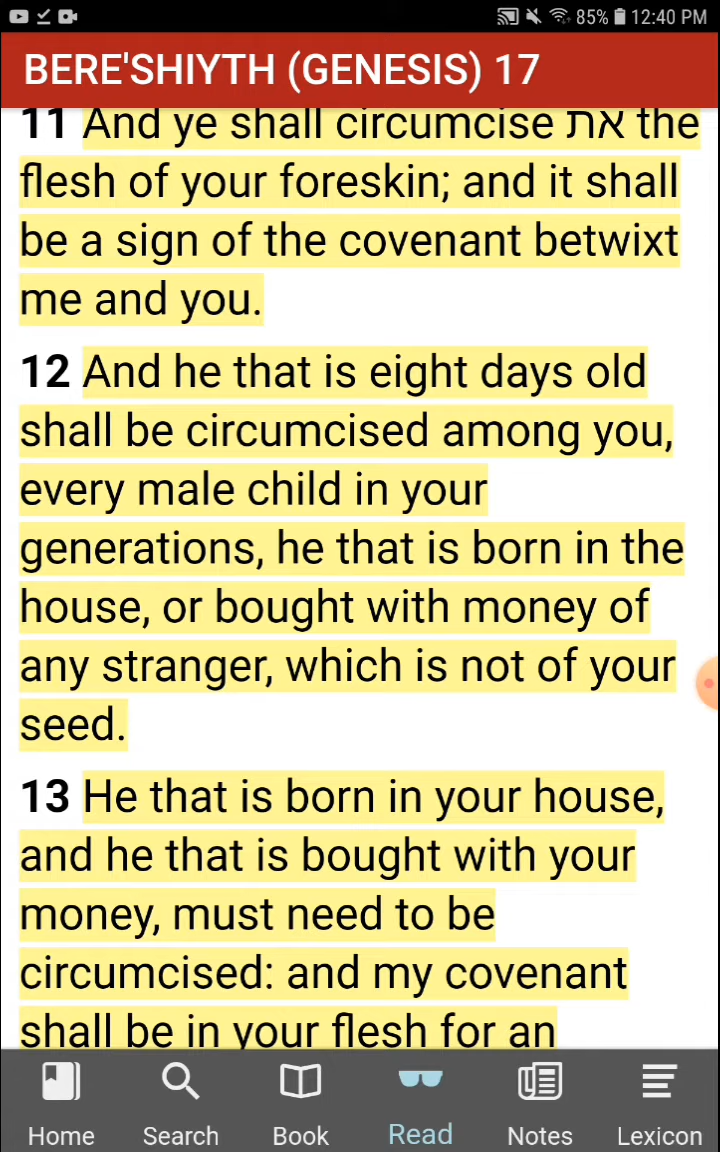 85% 12:40 PM
BERE'SHIYTH (GENESIS) 17
11 And ye shall circumcise את the
flesh of your foreskin; and it shall
be a sign of the covenant betwixt
me and you.
12 And he that is eight days old
shall be circumcised among you,
every male child in your
generations, he that is born in the
house, or bought with money of
any stranger, which is not of your
seed.
13 He that is born in your house,
and he that is bought with your
money, must need to be
circumcised: and my covenant
shall be in your flesh for an
Home Search Book Read Notes Lexicon